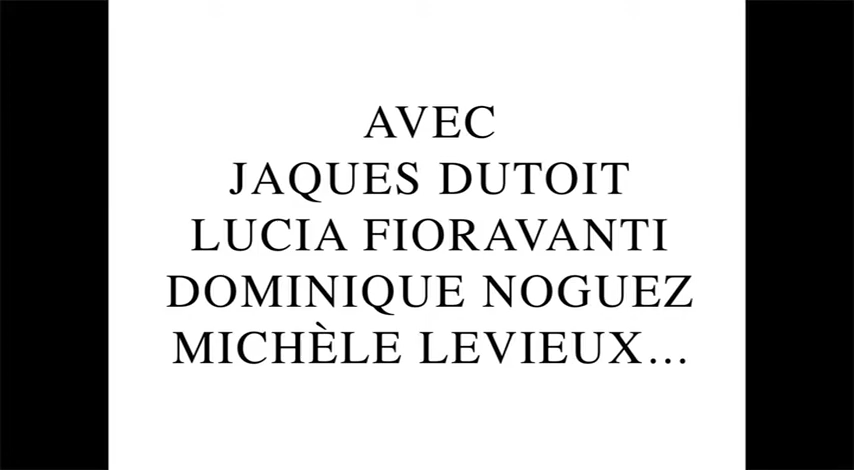 AVEC
JAQUES DUTOIT
LUCIA FIORAVANTI
DOMINIQUE NOGUEZ
MICHÈLE LEVIEUX...